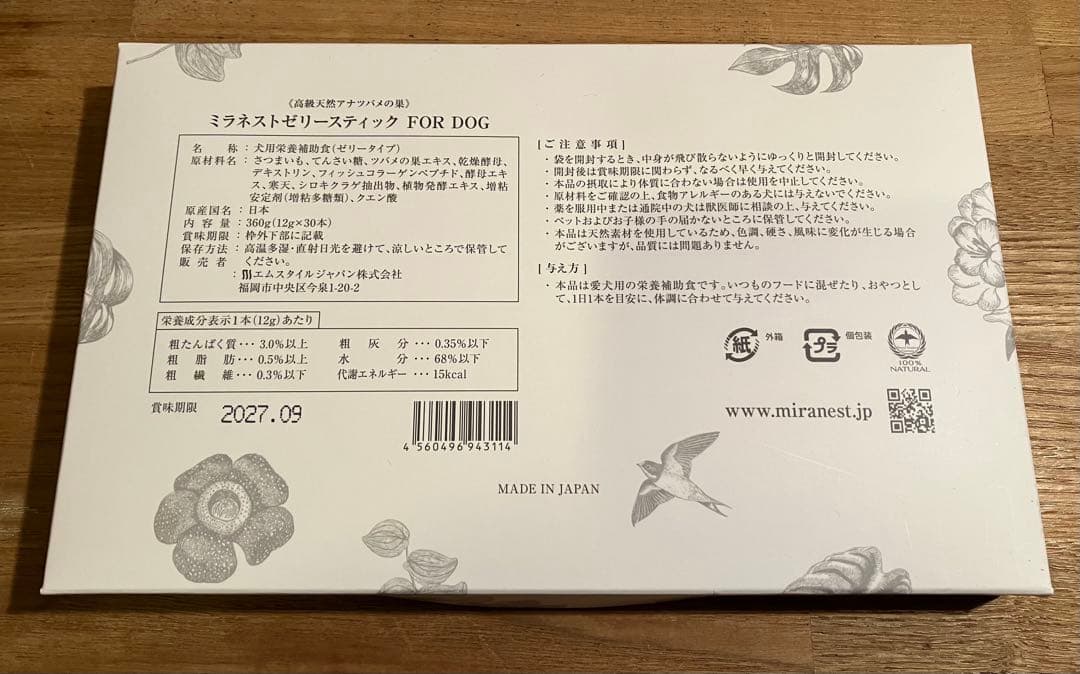 《高級天然アナツバメの巣》
ミラネストゼリースティック FOR DOG
名称：犬用栄養補助食（ゼリータイプ）
原材料名：さつまいも、てんさい糖、ツバメの巣エキス、乾燥酵母、
デキストリン、フィッシュコラーゲンペプチド、酵母エキ
ス、寒天、シロキクラゲ抽出物、植物発酵エキス、増粘
安定剤（増粘多糖類）、クエン酸
原産国名：日本
内容量：360g（12g×30本）
賞味期限：枠外下部に記載
保存方法：高温多湿・直射日光を避けて、涼しいところで保管して
ください。
販売者：エムスタイルジャパン株式会社
福岡市中央区今泉1-20-2
栄養成分表示1本（12g）あたり
粗たんぱく質・・・3.0%以上 粗灰分・・・0.35%以下
粗脂肪・・・0.5%以上 水分・・・68%以下
粗繊維・・・0.3%以下 代謝エネルギー・・・15kcal
賞味期限 2027.09
4 560496 943114
[ご注意事項]
・袋を開封するとき、中身が飛び散らないようにゆっくりと開封してください。
・開封後は賞味期限に関わらず、なるべく早く与えてください。
・本品の摂取により体質に合わない場合は使用を中止してください。
・原材料をご確認の上、食物アレルギーのある犬には与えないでください。
・薬を服用中または通院中の犬は獣医師に相談の上、与えてください。
・ペットおよびお子様の手の届かないところに保管してください。
・本品は天然素材を使用しているため、色調、硬さ、風味に変化が生じる場合
がございますが、品質には問題ありません。
[与え方]
・本品は愛犬用の栄養補助食です。いつものフードに混ぜたり、おやつとし
て、1日1本を目安に、体調に合わせて与えてください。
紙 外箱 プラ 個包装
100%
NATURAL
www.miranest.jp
MADE IN JAPAN